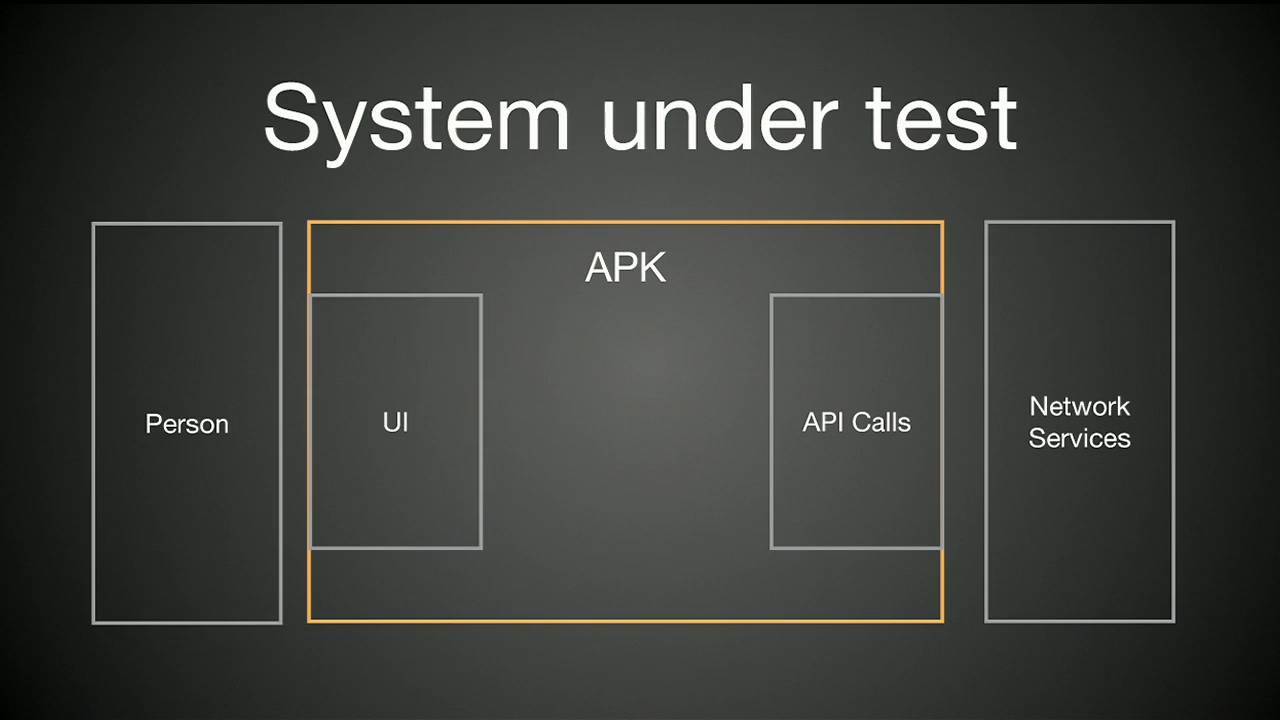 System under test
APK
Person
UI
API Calls
Network
Services